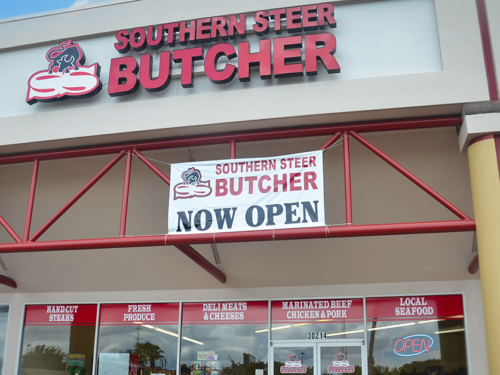 SOUTHERN STEER
BUTCHER
SOUTHERN STEER
BUTCHER
NOW OPEN
HAND CUT
STEAKS
FRESH
PRODUCE
DELI MEATS
& CHEESES
MARINATED BEEF
CHICKEN & PORK
LOCAL
SEAFOOD
30214
OPEN